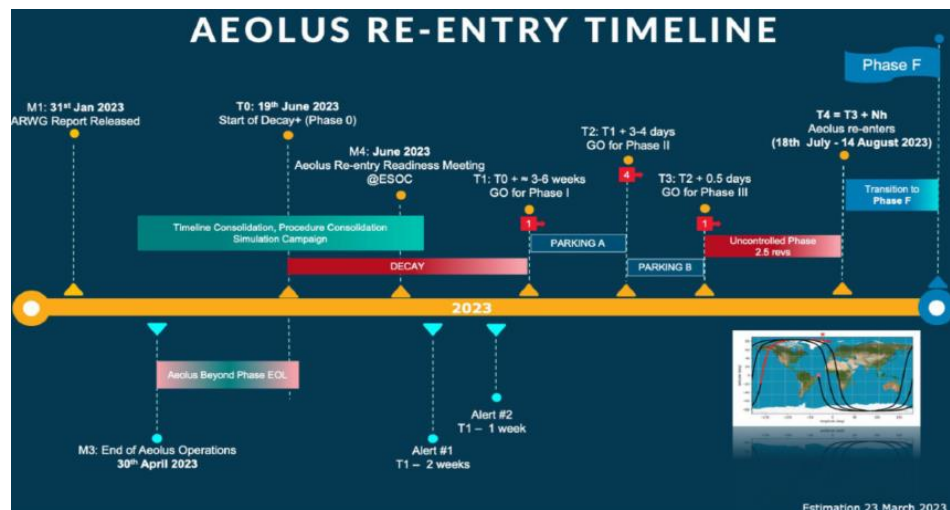 AEOLUS RE-ENTRY TIMELINE
Phase F
M1: 31st Jan 2023
ARWG Report Released
T0: 19th June 2023
Start of Decay+ (Phase 0)
M4: June 2023
Aeolus Re-entry Readiness Meeting
@ESOC
T1: T0 + ≈ 3-6 weeks
GO for Phase I
T2: T1 + 3-4 days
GO for Phase II
T3: T2 + 0.5 days
GO for Phase III
T4 = T3 + Nh
Aeolus re-enters
(18th July - 14 August 2023)
Transition to
Phase F
1
4
1
Timeline Consolidation, Procedure Consolidation
Simulation Campaign
DECAY
PARKING A
PARKING B
Uncontrolled Phase
2.5 revs
2023
Aeolus Beyond Phase EOL
M3: End of Aeolus Operations
30th April 2023
Alert #1
T1 – 2 weeks
Alert #2
T1 – 1 week
Estimation 23 March 2023